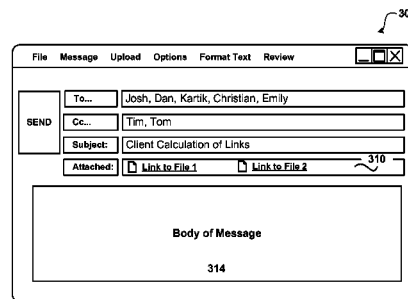 30
File Message Upload Options Format Text Review
To... Josh, Dan, Kartik, Christian, Emily
SEND Cc... Tim, Tom
Subject: Client Calculation of Links
Attached: Link to File 1 Link to File 2 310
Body of Message
314